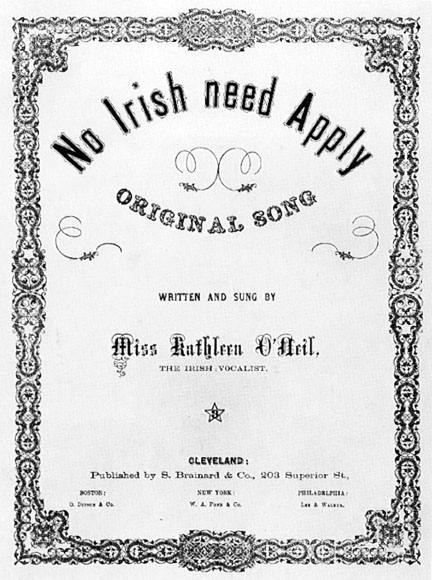 No Irish need Apply
ORIGINAL SONG
WRITTEN AND SUNG BY
Miss Kathleen O'Neil,
THE IRISH VOCALIST.
3
CLEVELAND:
Published by S. Brainard & Co., 203 Superior St.,
BOSTON: NEW YORK: PHILADELPHIA:
O. Ditson & Co. W. A. Pond & Co. Lee & Walker.